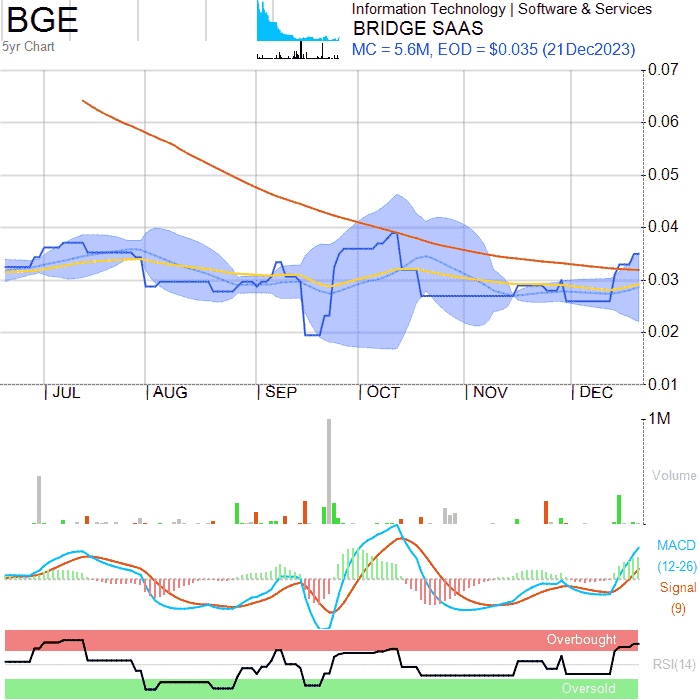 BGE
5yr Chart
Information Technology | Software & Services
BRIDGE SAAS
MC = 5.6M, EOD = $0.035 (21Dec2023)
0.07
0.06
0.05
0.04
0.03
0.02
0.01
JUL AUG SEP OCT NOV DEC
1M
Volume
MACD
(12-26)
Signal
(9)
Overbought
RSI(14)
Oversold